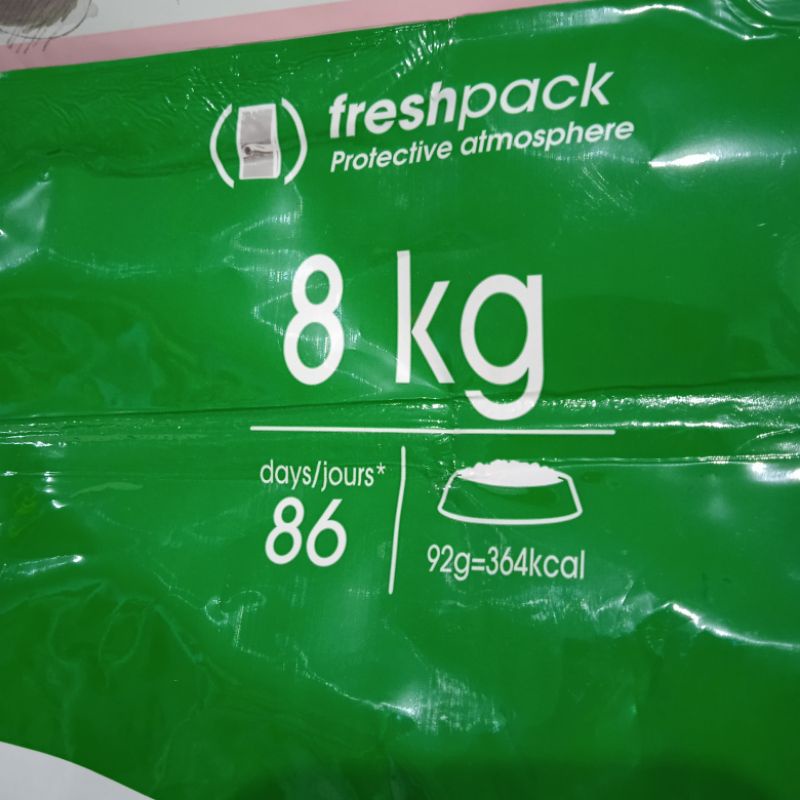 freshpack
Protective atmosphere
8 kg
days/jours*
86
92g=364kcal